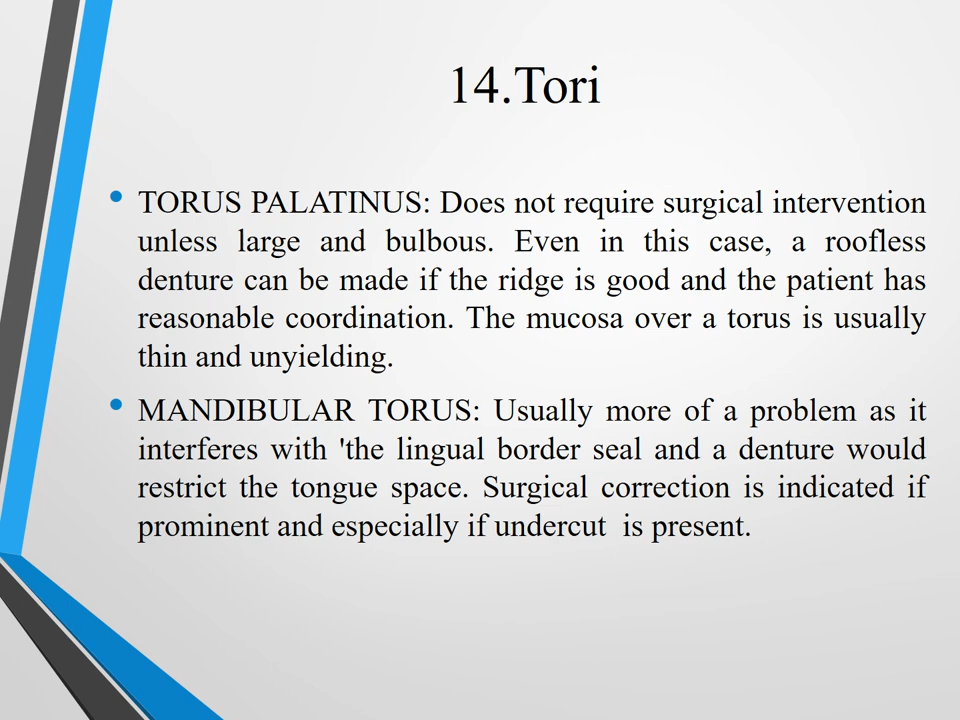 14.Tori
• TORUS PALATINUS: Does not require surgical intervention
unless large and bulbous. Even in this case, a roofless
denture can be made if the ridge is good and the patient has
reasonable coordination. The mucosa over a torus is usually
thin and unyielding.
• MANDIBULAR TORUS: Usually more of a problem as it
interferes with 'the lingual border seal and a denture would
restrict the tongue space. Surgical correction is indicated if
prominent and especially if undercut  is present.